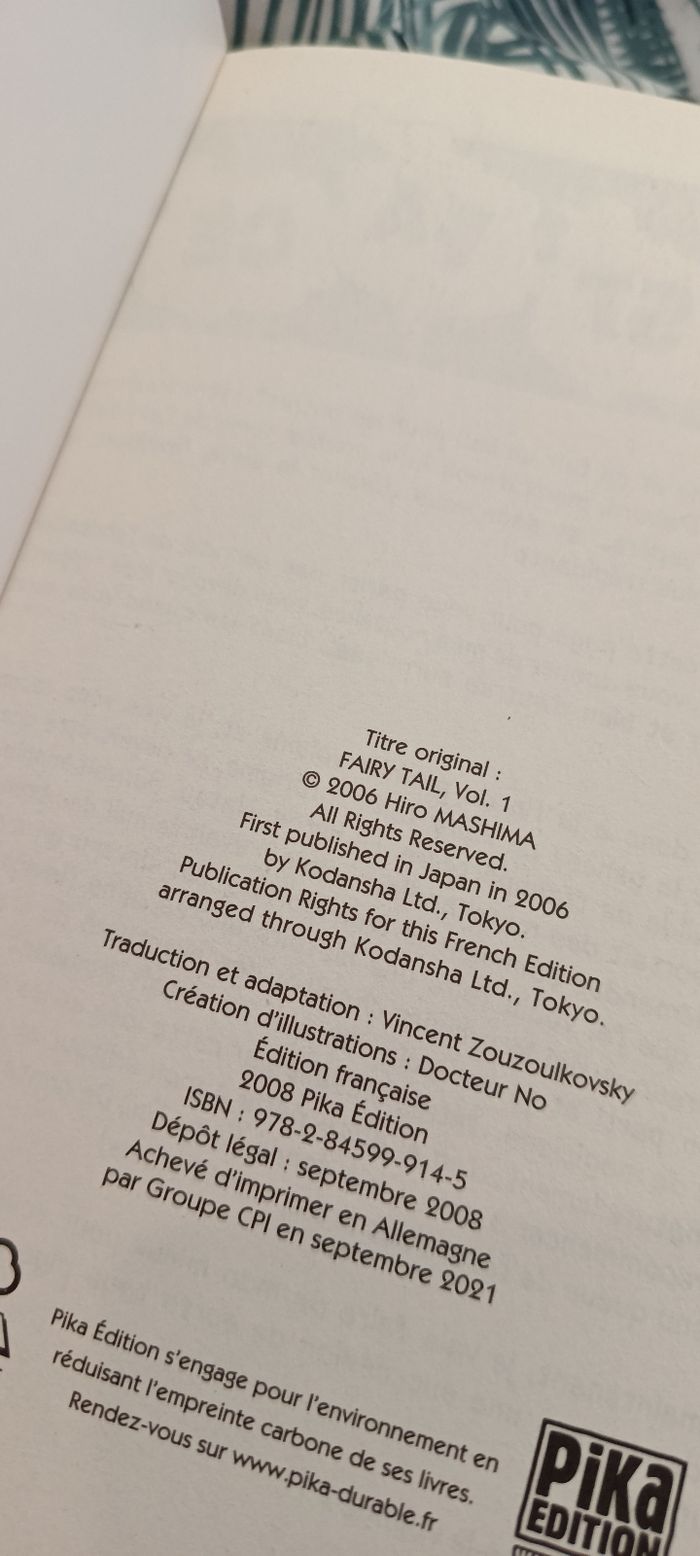 Titre original :
FAIRY TAIL, Vol. 1
© 2006 Hiro MASHIMA
All Rights Reserved.
First published in Japan in 2006
by Kodansha Ltd., Tokyo.
Publication Rights for this French Edition
arranged through Kodansha Ltd., Tokyo.
Traduction et adaptation : Vincent Zouzoulkovsky
Création d'illustrations : Docteur No
Édition française
2008 Pika Édition
ISBN : 978-2-84599-914-5
Dépôt légal : septembre 2008
Achevé d'imprimer en Allemagne
par Groupe CPI en septembre 2021
Pika Édition s'engage pour l'environnement en
réduisant l'empreinte carbone de ses livres.
Rendez-vous sur www.pika-durable.fr
PiKa
EDITION